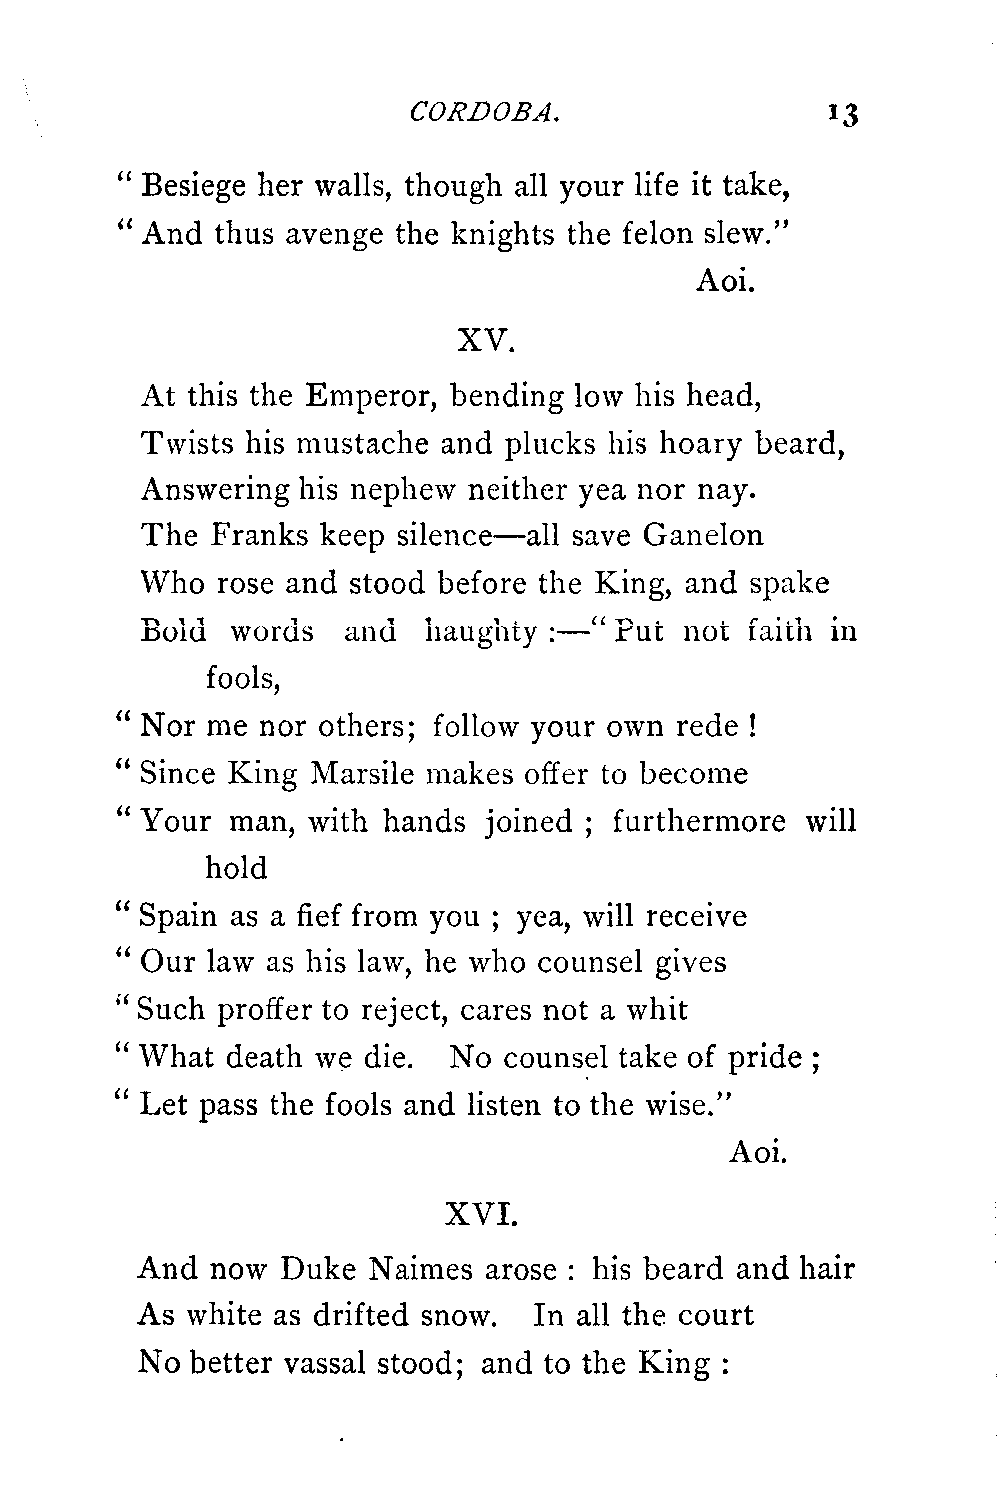 CORDOBA. 13
" Besiege her walls, though all your life it take,
" And thus avenge the knights the felon slew."
Aoi.
XV.
At this the Emperor, bending low his head,
Twists his mustache and plucks his hoary beard,
Answering his nephew neither yea nor nay.
The Franks keep silence—all save Ganelon
Who rose and stood before the King, and spake
Bold words and haughty :—" Put not faith in
fools,
" Nor me nor others; follow your own rede !
" Since King Marsile makes offer to become
" Your man, with hands joined ; furthermore will
hold
" Spain as a fief from you ; yea, will receive
" Our law as his law, he who counsel gives
" Such proffer to reject, cares not a whit
" What death we die. No counsel take of pride ;
" Let pass the fools and listen to the wise."
Aoi.
XVI.
And now Duke Naimes arose : his beard and hair
As white as drifted snow. In all the court
No better vassal stood; and to the King :